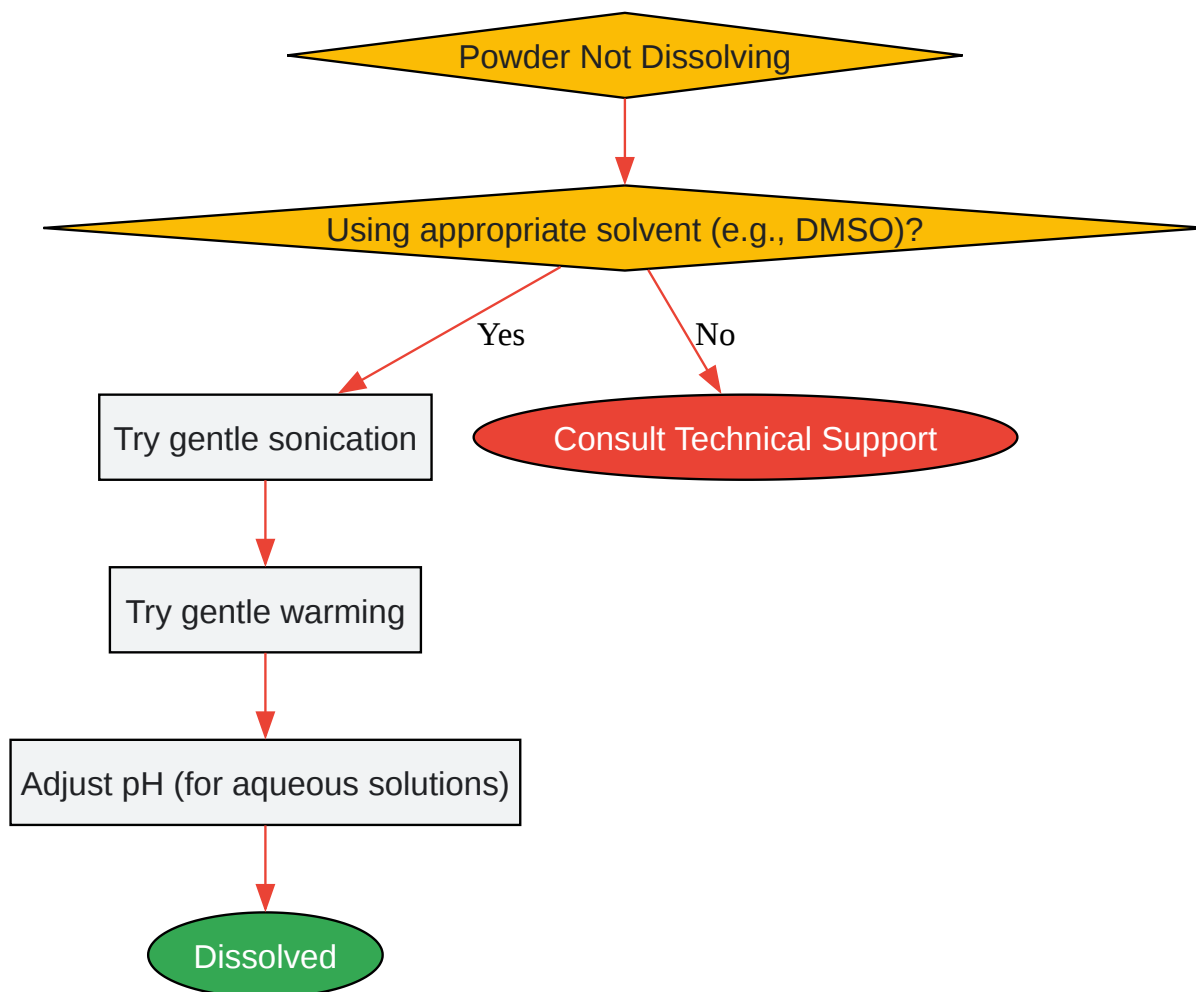 Powder Not Dissolving
Using appropriate solvent (e.g., DMSO)?
Yes
No
Try gentle sonication
Consult Technical Support
Try gentle warming
Adjust pH (for aqueous solutions)
Dissolved